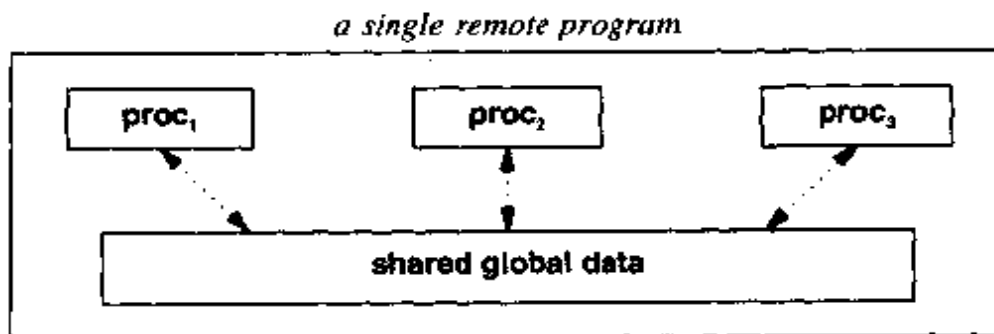 a single remote program
proc₁ proc₂ proc₃
shared global data